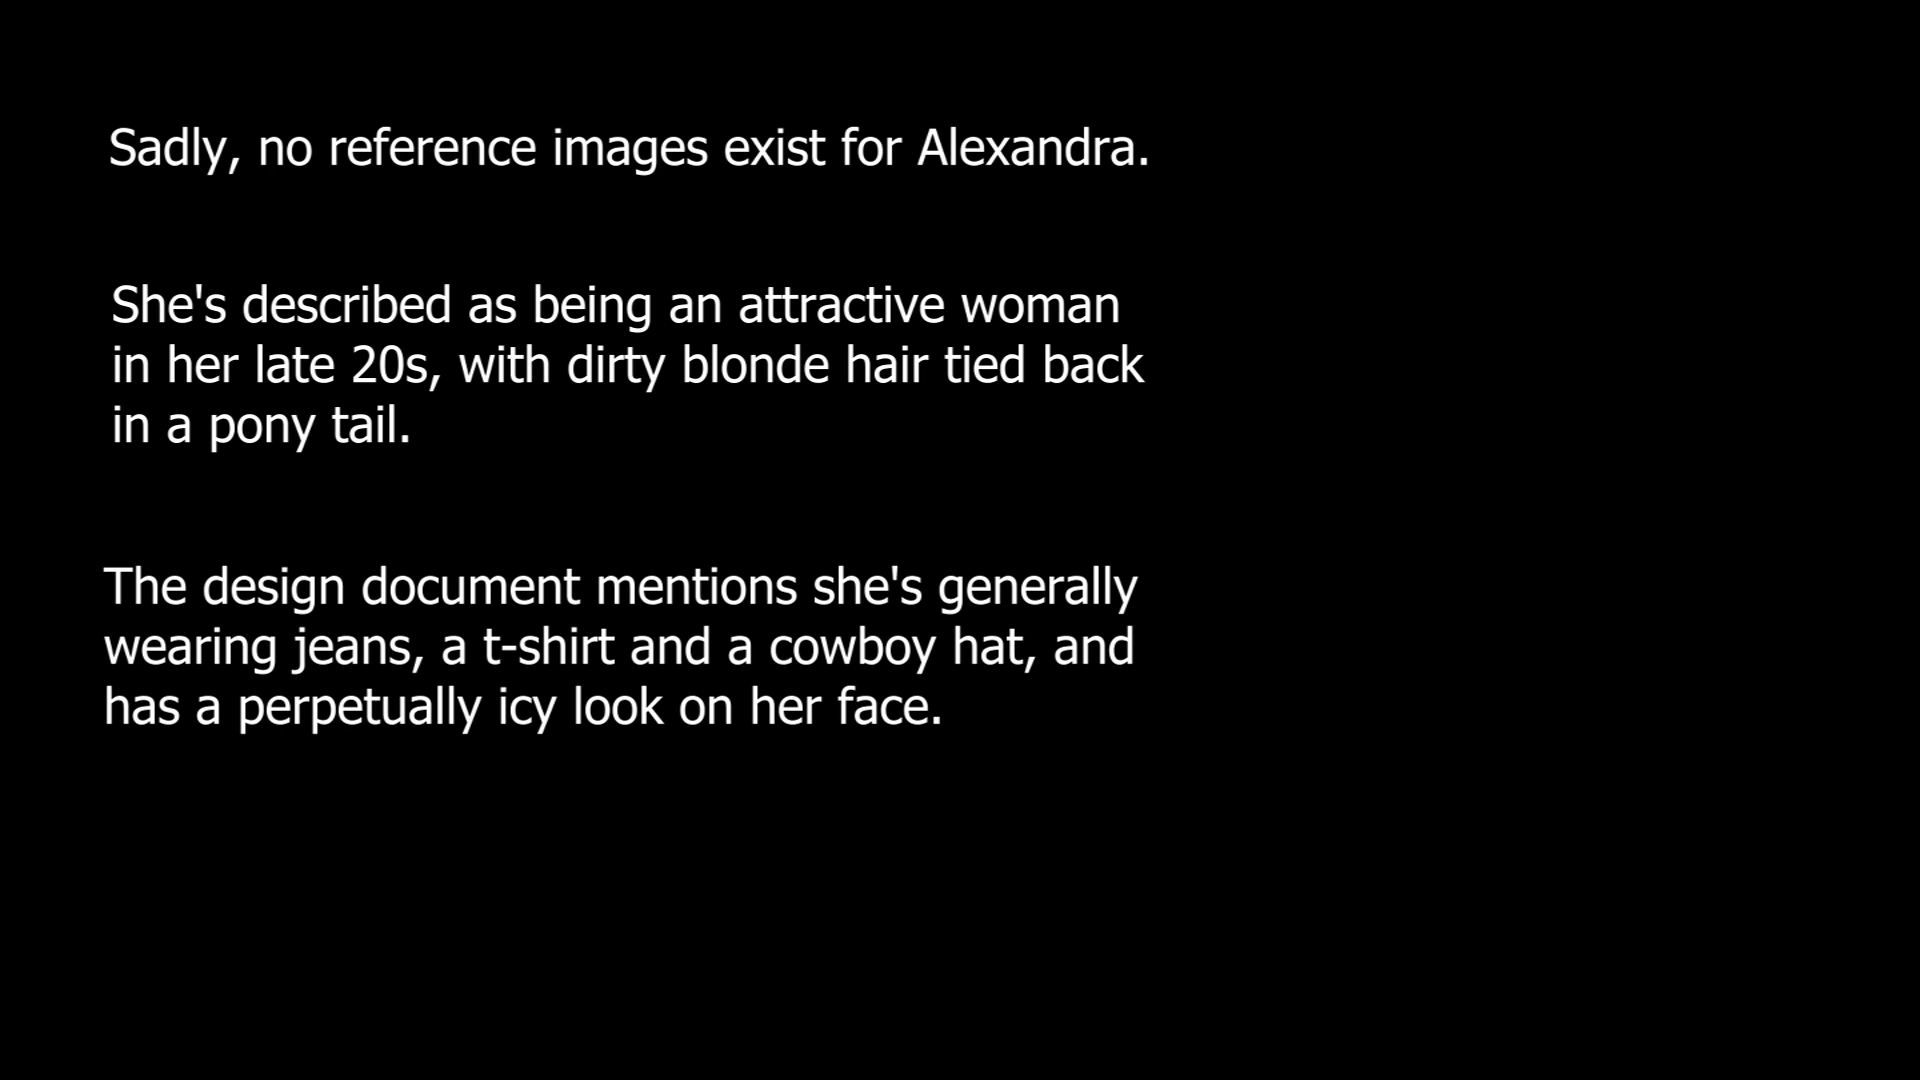 Sadly, no reference images exist for Alexandra.
She's described as being an attractive woman
in her late 20s, with dirty blonde hair tied back
in a pony tail.
The design document mentions she's generally
wearing jeans, a t-shirt and a cowboy hat, and
has a perpetually icy look on her face.